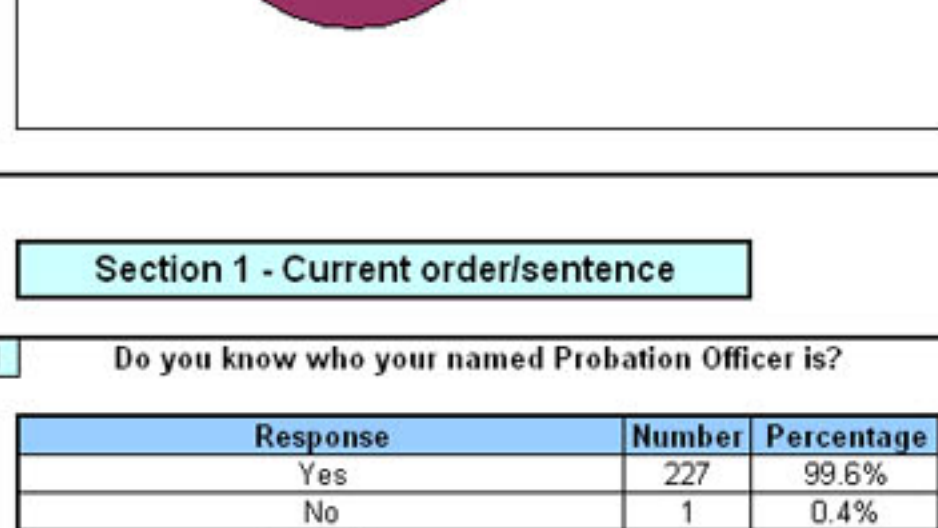 Section 1 - Current order/sentence
Do you know who your named Probation Officer is?
Response Number Percentage
Yes 227 99.6%
No 1 0.4%